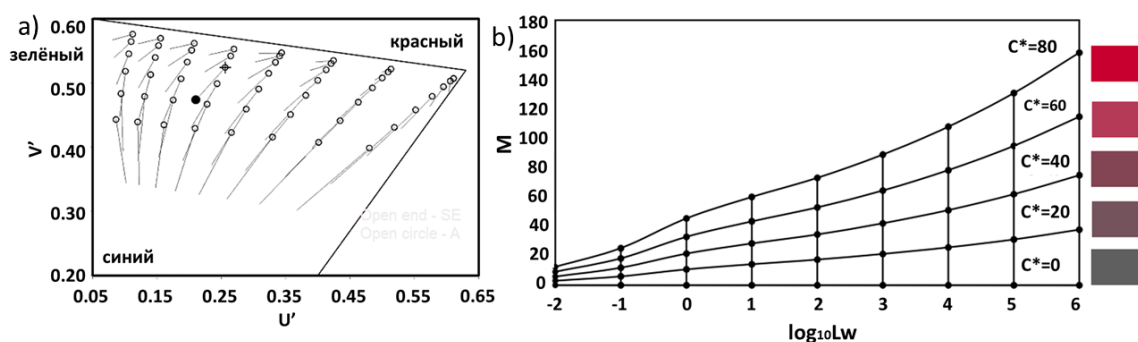 a)
0.60
зелёный
красный
0.50
V'
0.40
0.30
Open end - SE
Open circle - A
синий
0.20
0.05 0.15 0.25 0.35 0.45 0.55 0.65
U'
b)
180
160
140
120
100
M
80
60
40
20
0
C*=80
C*=60
C*=40
C*=20
C*=0
-2 -1 0 1 2 3 4 5 6
log₁₀Lw